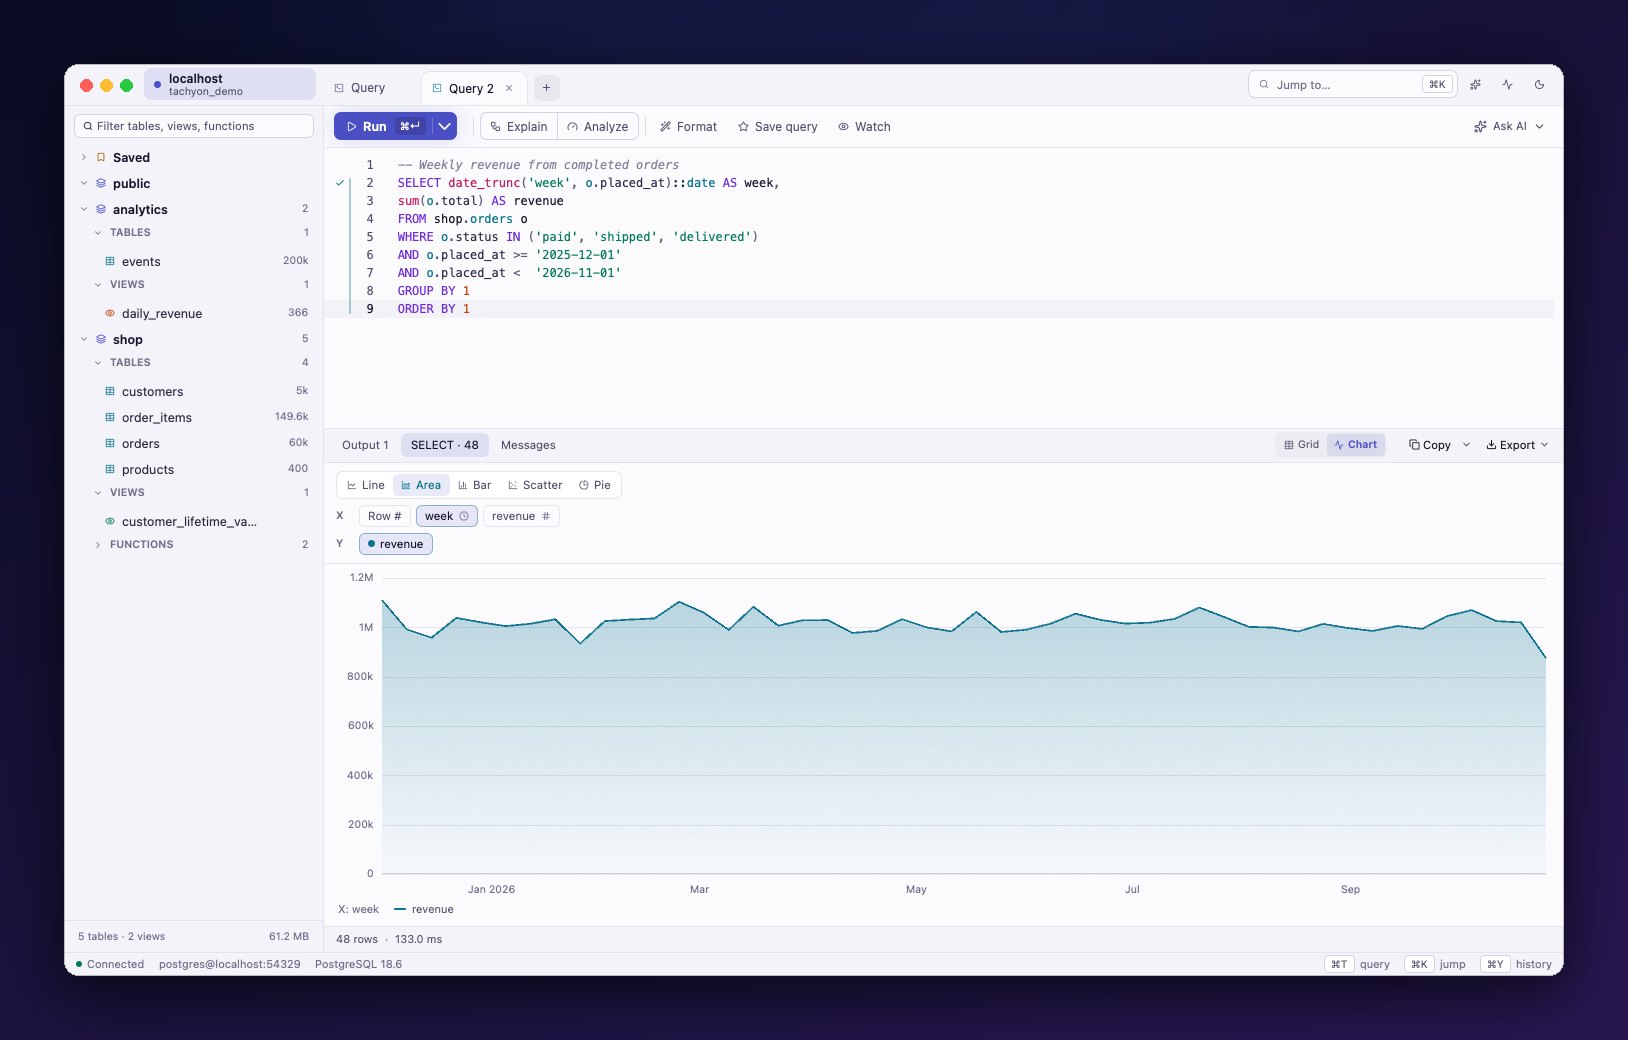 localhost
tachyon_demo
Query
Query 2
Jump to...
⌘K
Filter tables, views, functions
Run ⌘↵
Explain
Analyze
Format
Save query
Watch
Ask AI
Saved
public
analytics 2
TABLES 1
events 200k
VIEWS 1
daily_revenue 366
shop 5
TABLES 4
customers 5k
order_items 149.6k
orders 60k
products 400
VIEWS 1
customer_lifetime_va...
FUNCTIONS 2
5 tables · 2 views 61.2 MB
1 -- Weekly revenue from completed orders
2 SELECT date_trunc('week', o.placed_at)::date AS week,
3 sum(o.total) AS revenue
4 FROM shop.orders o
5 WHERE o.status IN ('paid', 'shipped', 'delivered')
6 AND o.placed_at >= '2025-12-01'
7 AND o.placed_at <  '2026-11-01'
8 GROUP BY 1
9 ORDER BY 1
Output 1
SELECT · 48
Messages
Grid
Chart
Copy
Export
Line
Area
Bar
Scatter
Pie
X Row # week revenue #
Y revenue
1.2M
1M
800k
600k
400k
200k
0
Jan 2026 Mar May Jul Sep
X: week revenue
48 rows · 133.0 ms
Connected postgres@localhost:54329 PostgreSQL 18.6
⌘T query ⌘K jump ⌘Y history